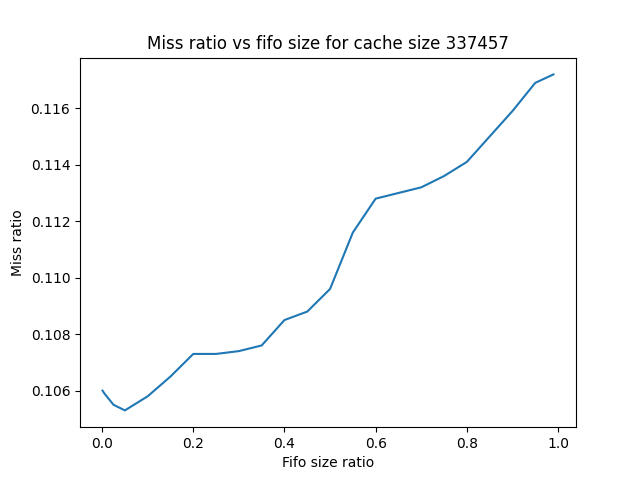 Miss ratio vs fifo size for cache size 337457
Miss ratio
0.116
0.114
0.112
0.110
0.108
0.106
0.0 0.2 0.4 0.6 0.8 1.0
Fifo size ratio